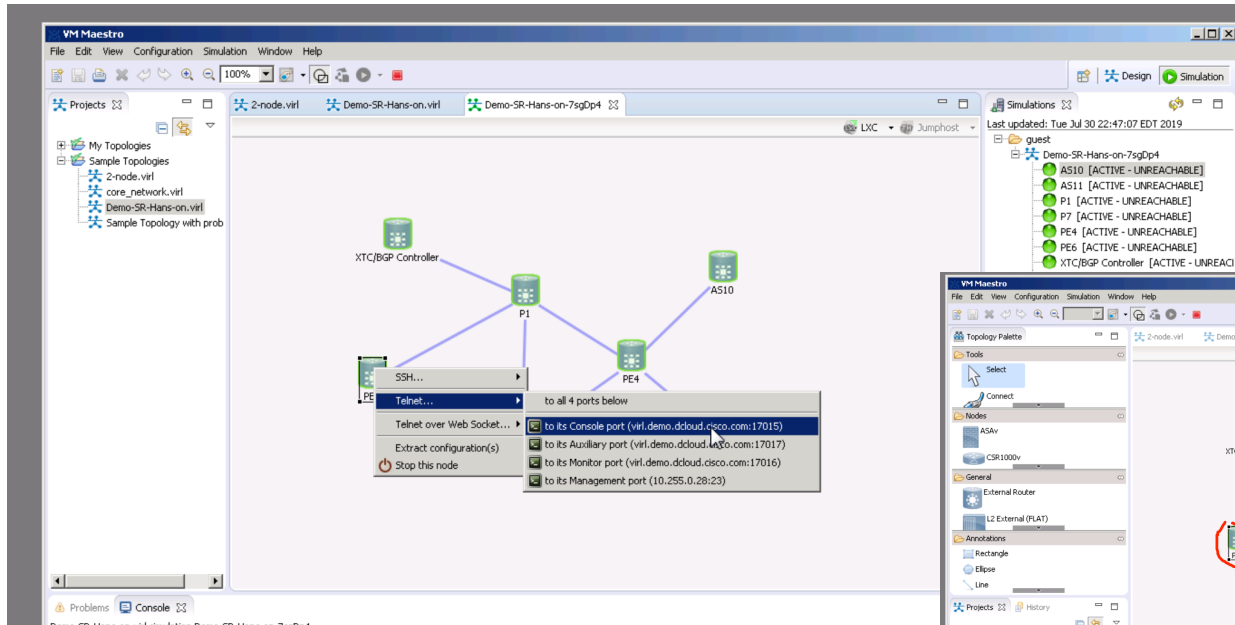 VM Maestro
File Edit View Configuration Simulation Window Help
100%
Design
Simulation
Projects
2-node.virl
Demo-SR-Hans-on.virl
Demo-SR-Hans-on-7sgDp4
Simulations
LXC
Jumphost
Last updated: Tue Jul 30 22:47:07 EDT 2019
My Topologies
Sample Topologies
2-node.virl
core_network.virl
Demo-SR-Hans-on.virl
Sample Topology with prob
guest
Demo-SR-Hans-on-7sgDp4
AS10 [ACTIVE - UNREACHABLE]
AS11 [ACTIVE - UNREACHABLE]
P1 [ACTIVE - UNREACHABLE]
P7 [ACTIVE - UNREACHABLE]
PE4 [ACTIVE - UNREACHABLE]
PE6 [ACTIVE - UNREACHABLE]
XTC/BGP Controller [ACTIVE - UNREACI
XTC/BGP Controller
AS10
P1
PE4
PE
SSH...
Telnet...
Telnet over Web Socket...
Extract configuration(s)
Stop this node
to all 4 ports below
to its Console port (virl.demo.dcloud.cisco.com:17015)
to its Auxiliary port (virl.demo.dcloud.cisco.com:17017)
to its Monitor port (virl.demo.dcloud.cisco.com:17016)
to its Management port (10.255.0.28:23)
Problems
Console
VM Maestro
File Edit View Configuration Simulation Window Help
Topology Palette
2-node.virl
Demo
Tools
Select
Connect
Nodes
ASAv
CSR1000v
General
External Router
L2 External (FLAT)
Annotations
Rectangle
Ellipse
Line
Projects
History